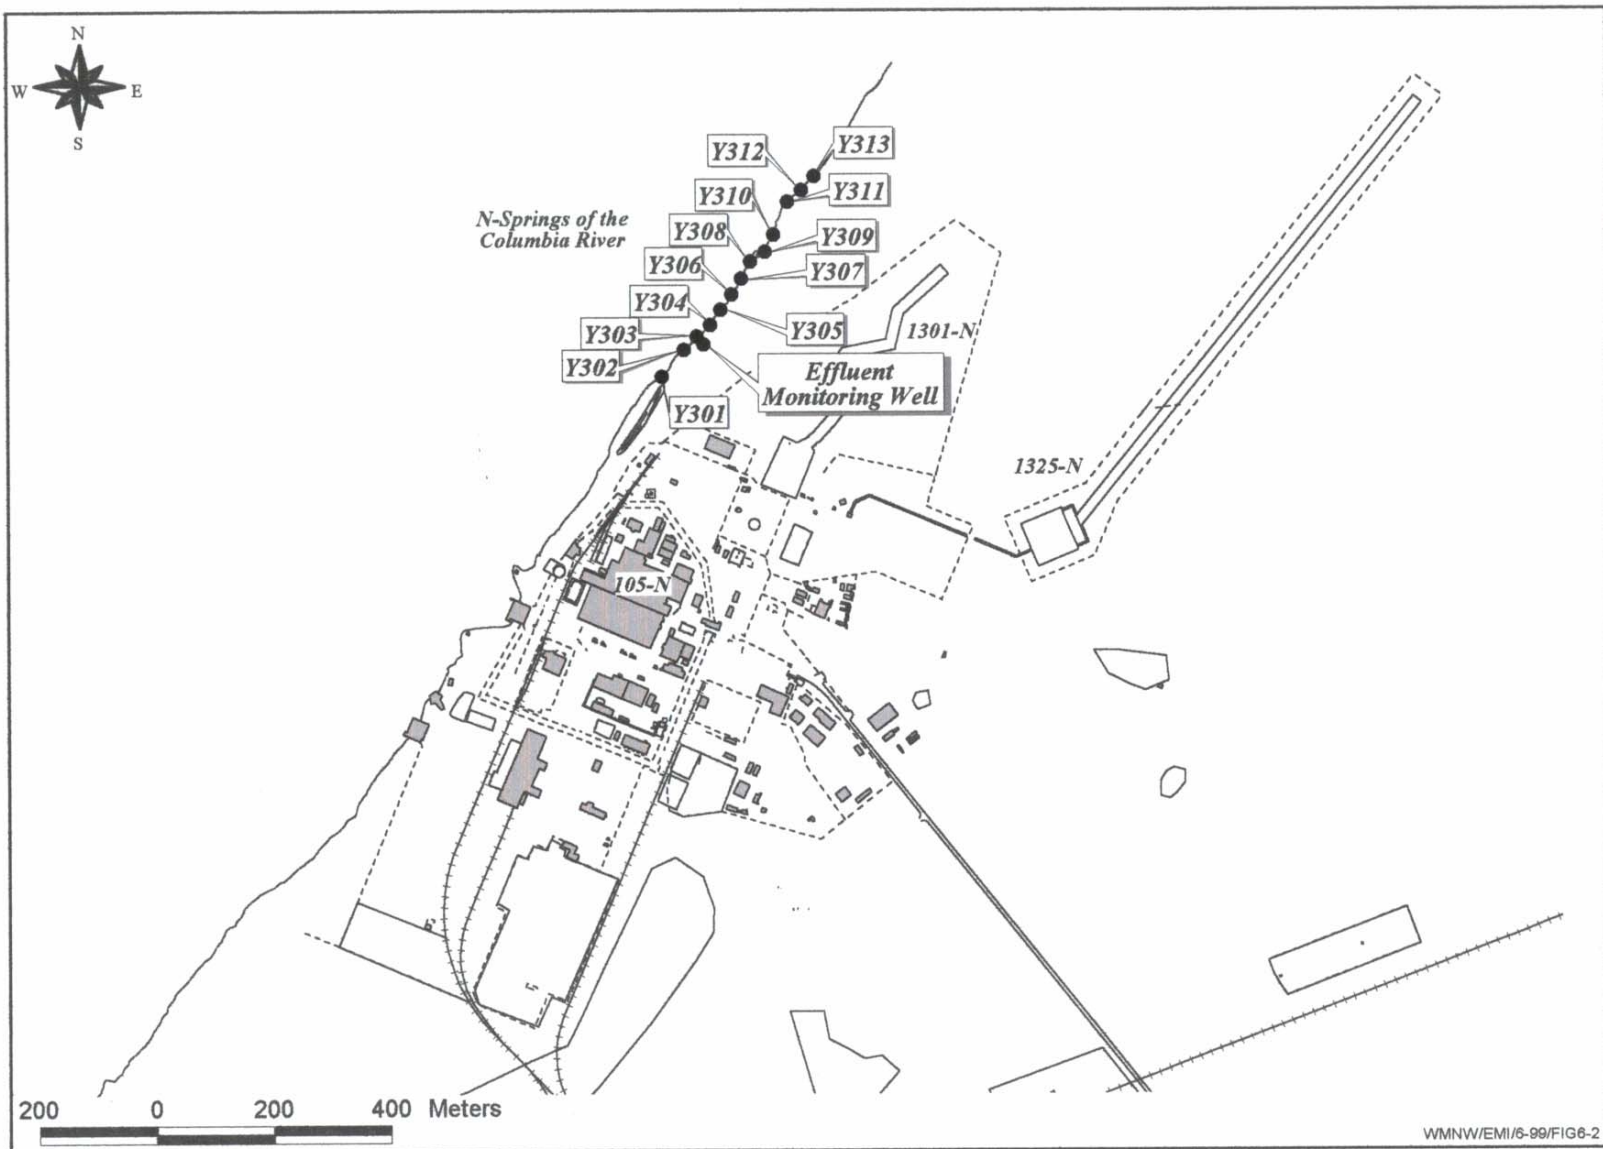 N
W
E
S
Y312
Y313
Y310
Y311
N-Springs of the
Columbia River
Y308
Y309
Y306
Y307
Y304
Y305
Y303
Y302
1301-N
Effluent
Monitoring Well
Y301
1325-N
105-N
200
0
200
400
Meters
WMNW/EMI/6-99/FIG6-2